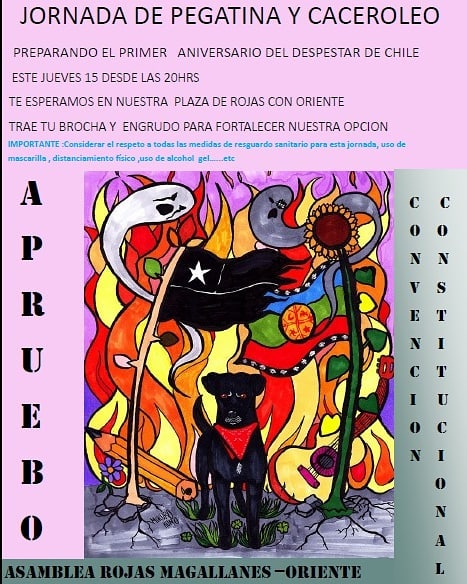 JORNADA DE PEGATINA Y CACEROLEO
PREPARANDO EL PRIMER ANIVERSARIO DEL DESPESTAR DE CHILE
ESTE JUEVES 15 DESDE LAS 20HRS
TE ESPERAMOS EN NUESTRA PLAZA DE ROJAS CON ORIENTE
TRAE TU BROCHA Y ENGRUDO PARA FORTALECER NUESTRA OPCION
IMPORTANTE :Considerar el respeto a todas las medidas de resguardo sanitario para esta jornada, uso de
mascarilla , distanciamiento físico ,uso de alcohol gel......etc
APRUEBO
CONVENCION
CONSTITUCIONAL
ASAMBLEA ROJAS MAGALLANES –ORIENTE